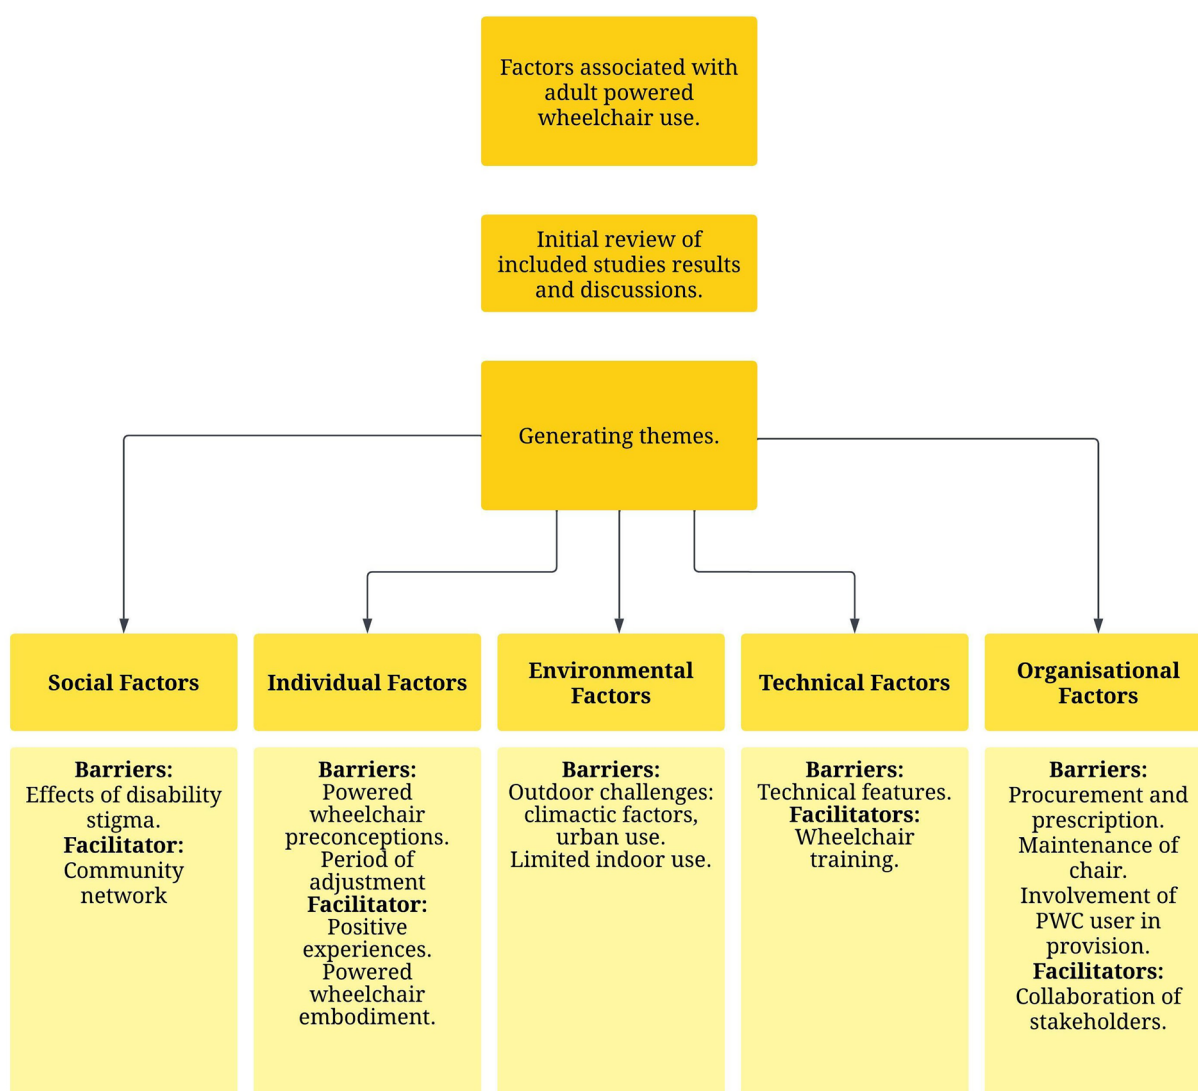 Factors associated with
adult powered
wheelchair use.
Initial review of
included studies results
and discussions.
Generating themes.
Social Factors
Individual Factors
Environmental
Factors
Technical Factors
Organisational
Factors
Barriers:
Effects of disability
stigma.
Facilitator:
Community
network
Barriers:
Powered
wheelchair
preconceptions.
Period of
adjustment
Facilitator:
Positive
experiences.
Powered
wheelchair
embodiment.
Barriers:
Outdoor challenges:
climactic factors,
urban use.
Limited indoor use.
Barriers:
Technical features.
Facilitators:
Wheelchair
training.
Barriers:
Procurement and
prescription.
Maintenance of
chair.
Involvement of
PWC user in
provision.
Facilitators:
Collaboration of
stakeholders.